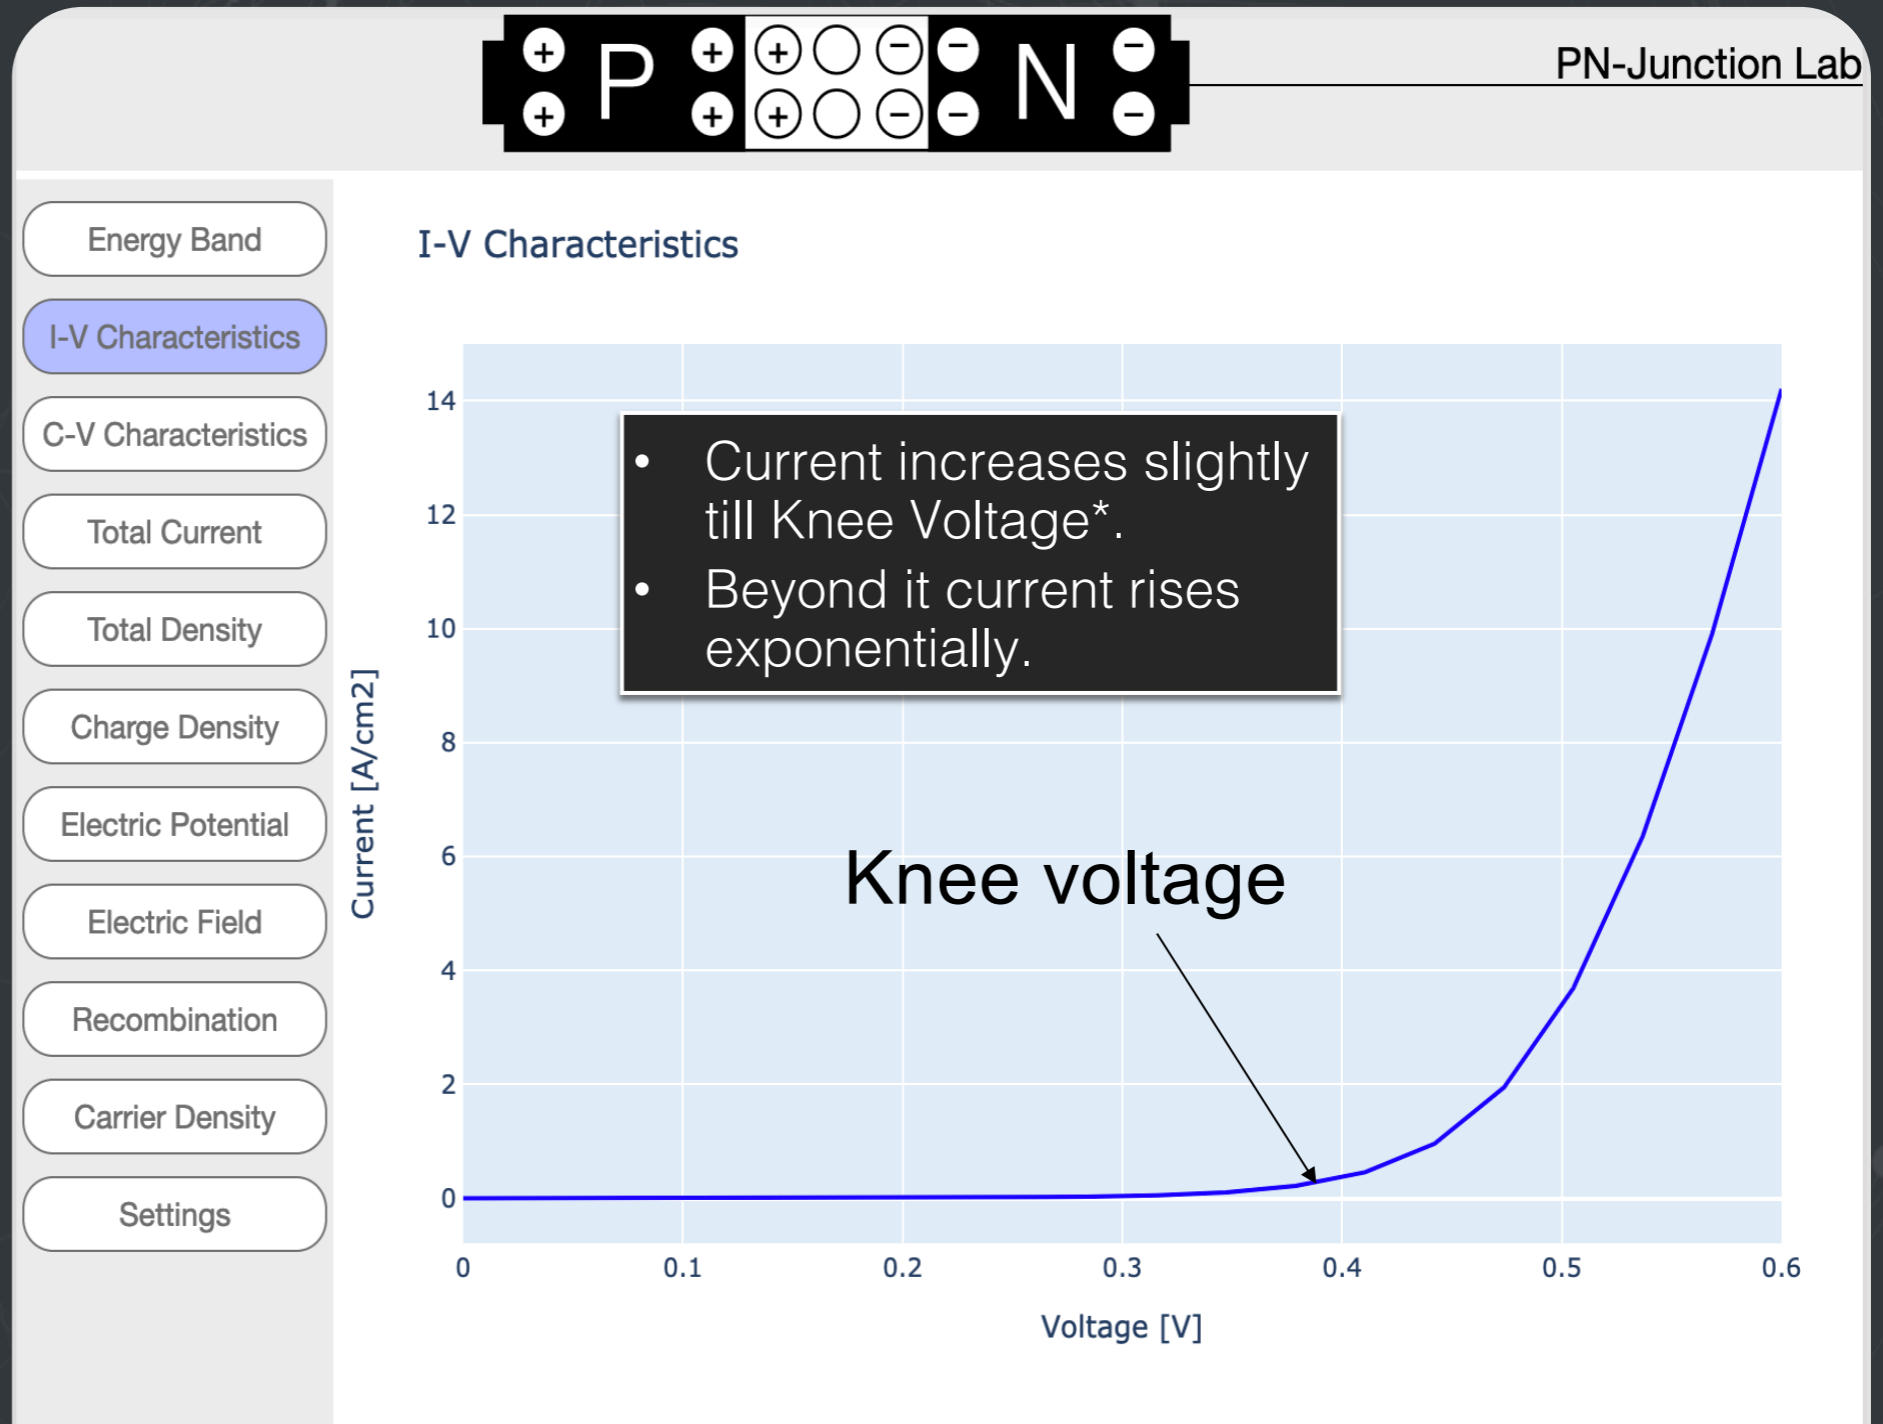 + P + + − − N −
+ + + − − −
PN-Junction Lab
Energy Band
I-V Characteristics
C-V Characteristics
Total Current
Total Density
Charge Density
Electric Potential
Electric Field
Recombination
Carrier Density
Settings
I-V Characteristics
• Current increases slightly
till Knee Voltage*.
• Beyond it current rises
exponentially.
Knee voltage
Current [A/cm2]
14
12
10
8
6
4
2
0
0 0.1 0.2 0.3 0.4 0.5 0.6
Voltage [V]